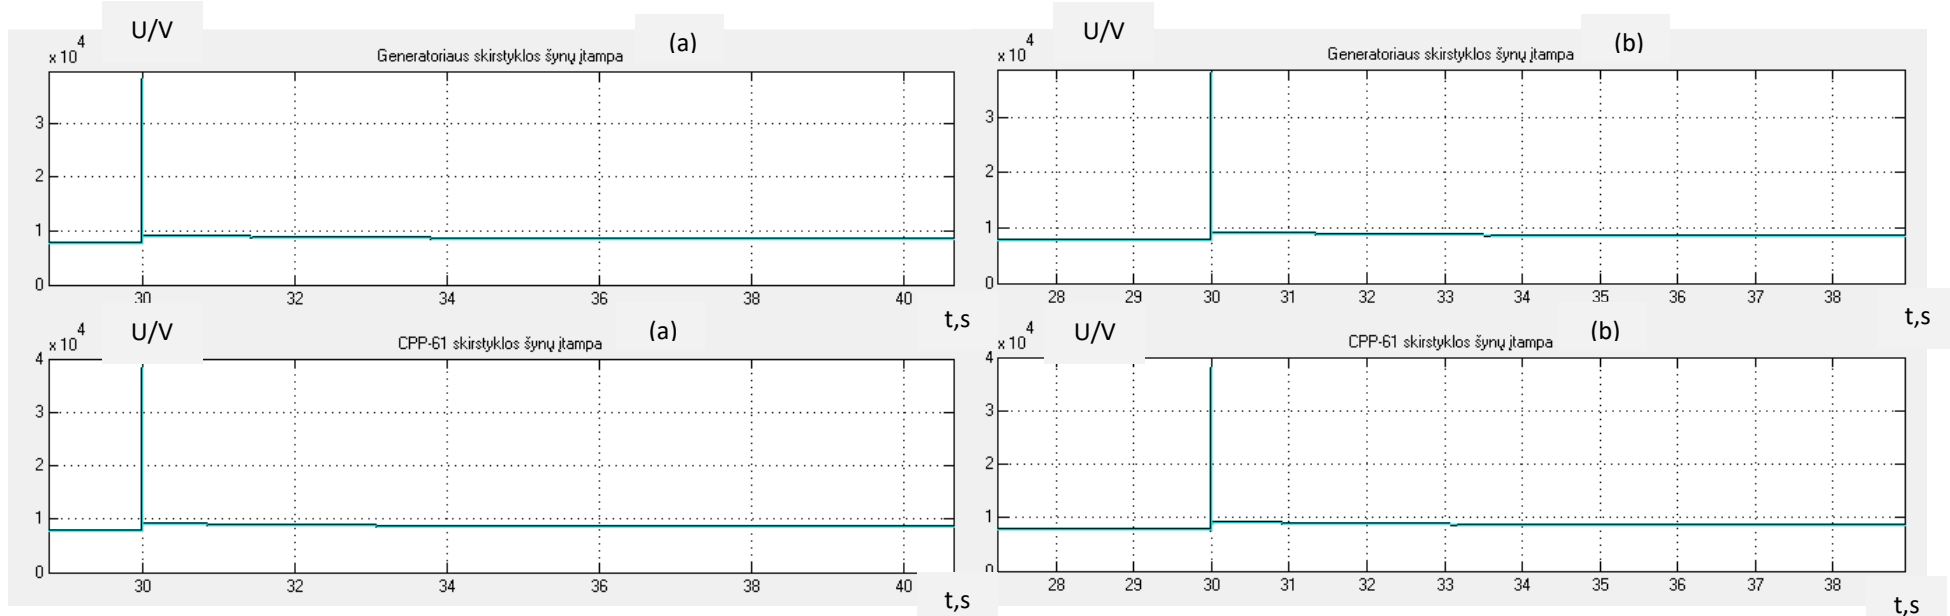 U/V
(a)
x 10 4
Generatoriaus skirstyklos šynų įtampa
3
2
1
0
30 32 34 36 38 40
t,s
U/V
(b)
x 10 4
Generatoriaus skirstyklos šynų įtampa
3
2
1
0
28 29 30 31 32 33 34 35 36 37 38
t,s
U/V
(a)
x 10 4
CPP-61 skirstyklos šynų įtampa
4
3
2
1
0
30 32 34 36 38 40
t,s
U/V
(b)
x 10 4
CPP-61 skirstyklos šynų įtampa
4
3
2
1
0
28 29 30 31 32 33 34 35 36 37 38
t,s